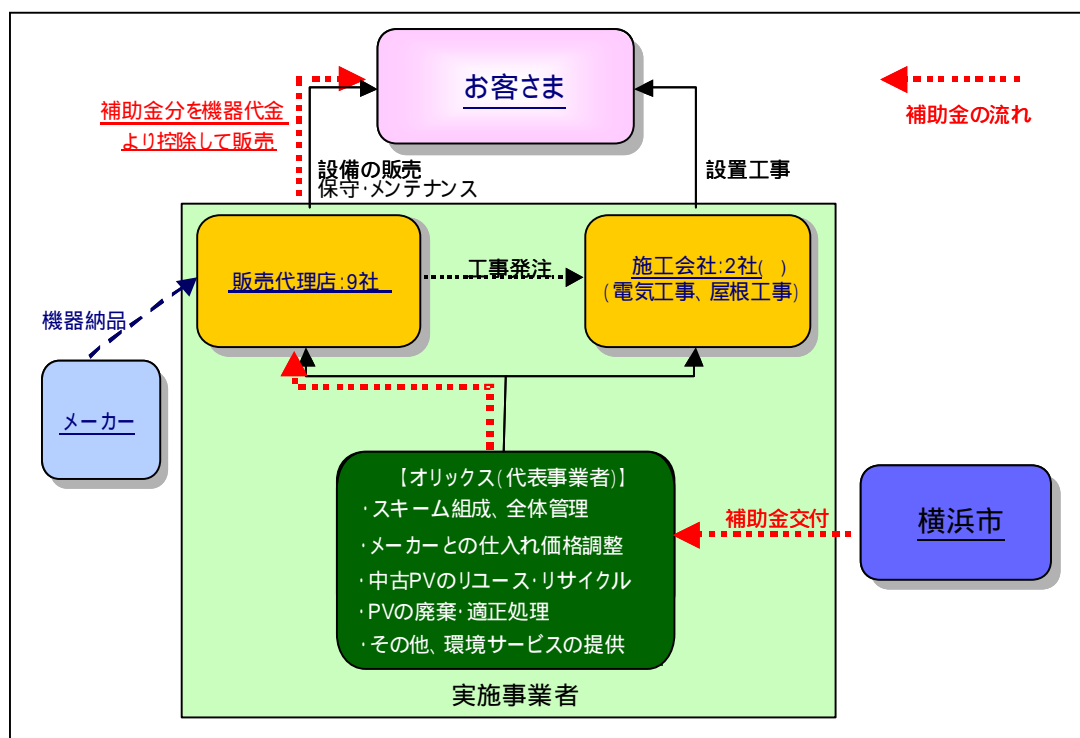 お客さま
補助金分を機器代金
より控除して販売
補助金の流れ
設備の販売
保守・メンテナンス
設置工事
販売代理店：9社
工事発注
施工会社：2社(　)
(電気工事、屋根工事)
機器納品
メーカー
【オリックス(代表事業者)】
・スキーム組成、全体管理
・メーカーとの仕入れ価格調整
・中古PVのリユース・リサイクル
・PVの廃棄・適正処理
・その他、環境サービスの提供
補助金交付
横浜市
実施事業者